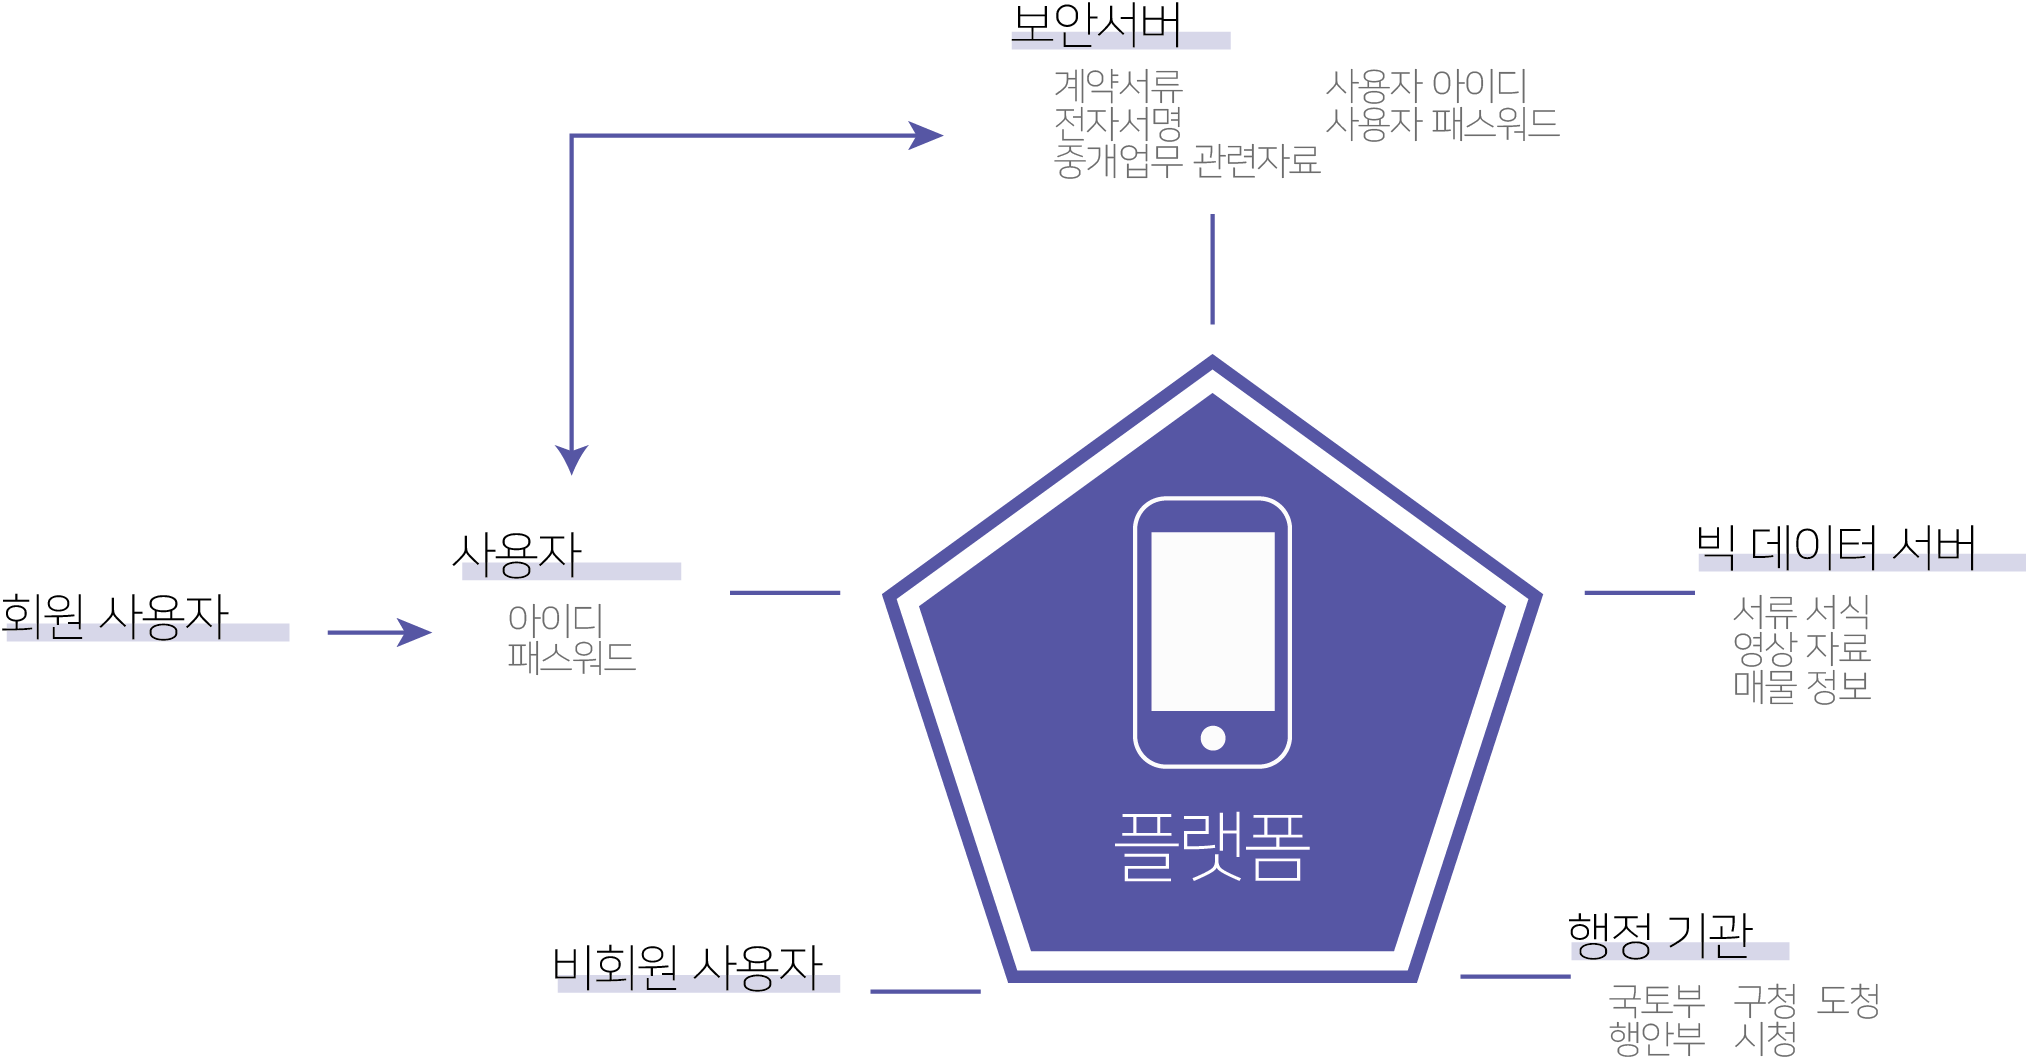 보안서버
계약서류 사용자 아이디
전자서명 사용자 패스워드
중개업무 관련자료
사용자
아이디
패스워드
회원 사용자
빅 데이터 서버
서류 서식
영상 자료
매물 정보
플랫폼
비회원 사용자
행정 기관
국토부 구청 도청
행안부 시청